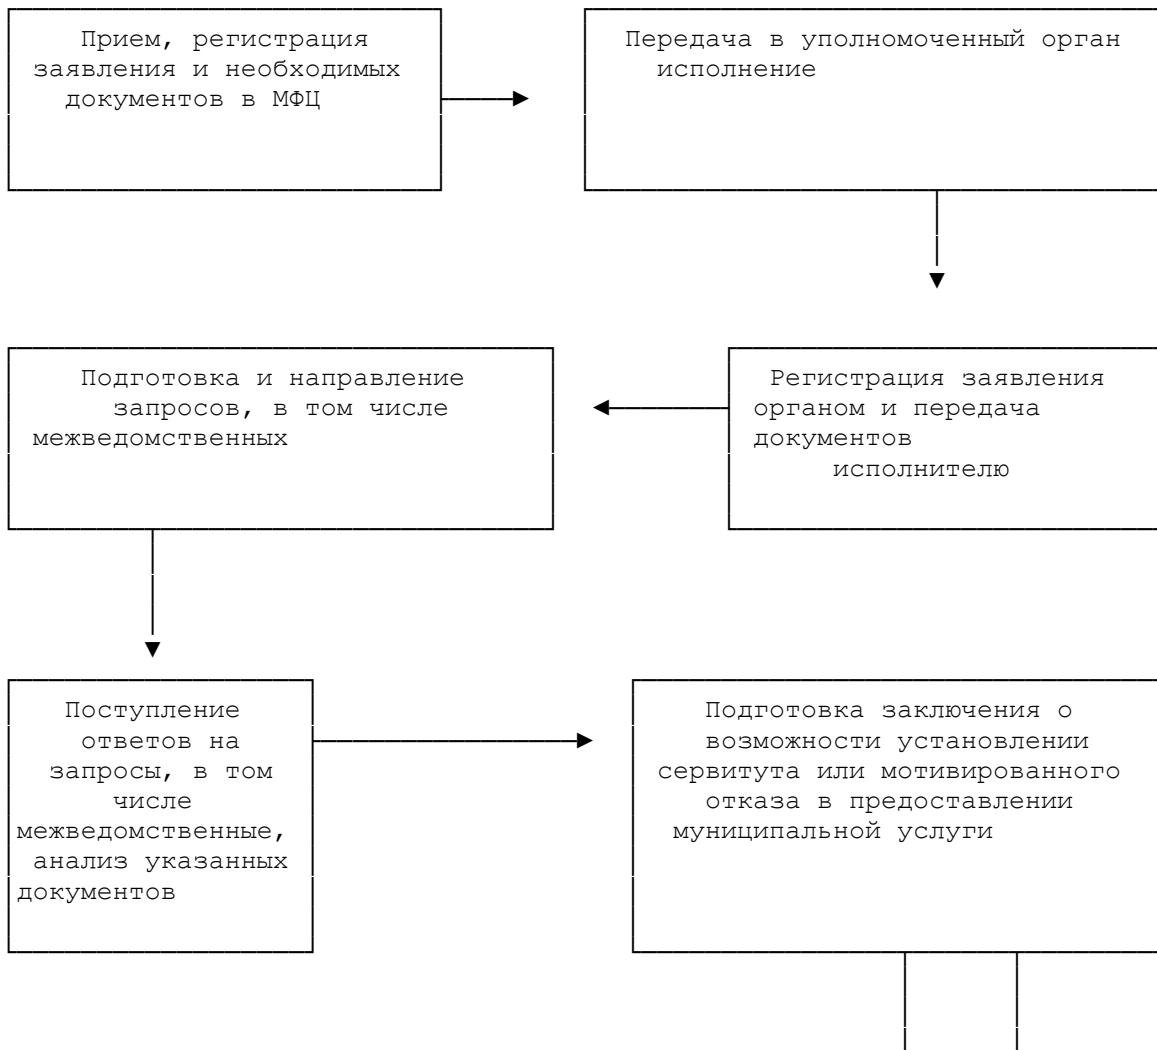 Прием, регистрация
заявления и необходимых
документов в МФЦ
Передача в уполномоченный орган
исполнение
Регистрация заявления
органом и передача
документов
исполнителю
Подготовка и направление
запросов, в том числе
межведомственных
Поступление
ответов на
запросы, в том
числе
межведомственные,
анализ указанных
документов
Подготовка заключения о
возможности установлении
сервитута или мотивированного
отказа в предоставлении
муниципальной услуги